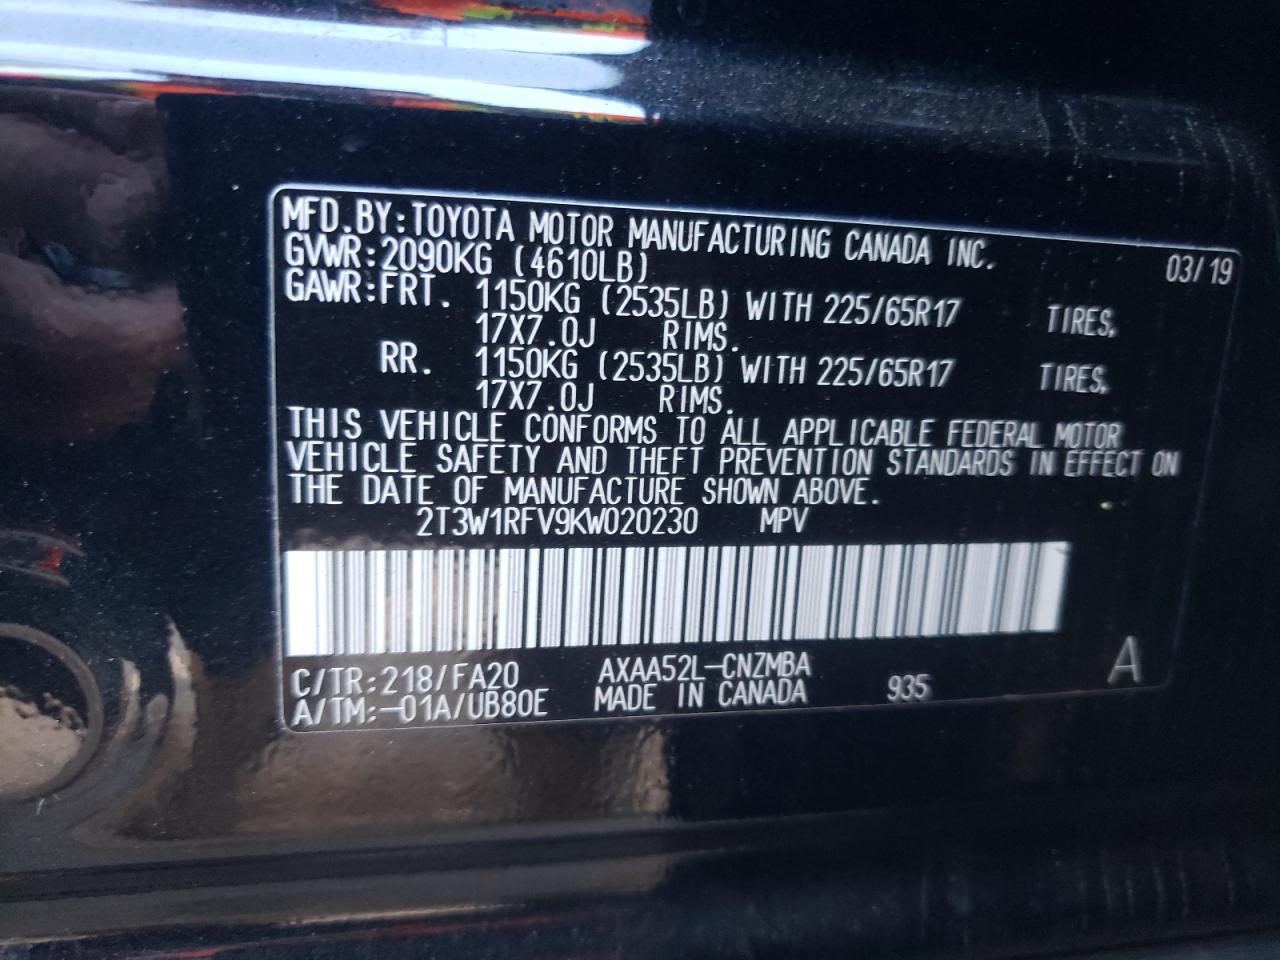 MFD.BY:TOYOTA MOTOR MANUFACTURING CANADA INC.
GVWR:2090KG (4610LB) 03/19
GAWR:FRT. 1150KG (2535LB) WITH 225/65R17 TIRES,
17X7.0J RIMS.
RR. 1150KG (2535LB) WITH 225/65R17 TIRES,
17X7.0J RIMS.
THIS VEHICLE CONFORMS TO ALL APPLICABLE FEDERAL MOTOR
VEHICLE SAFETY AND THEFT PREVENTION STANDARDS IN EFFECT ON
THE DATE OF MANUFACTURE SHOWN ABOVE.
2T3W1RFV9KW020230 MPV
C/TR:218/FA20 AXAA52L-CNZMBA A
A/TM:-01A/UB80E MADE IN CANADA 935